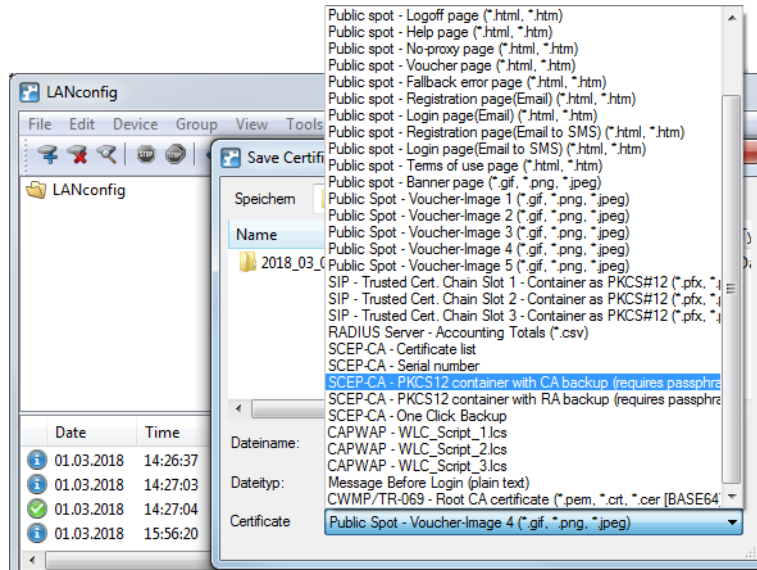 Public spot - Logoff page (*.html, *.htm)
Public spot - Help page (*.html, *.htm)
Public spot - No-proxy page (*.html, *.htm)
Public spot - Voucher page (*.html, *.htm)
Public spot - Fallback error page (*.html, *.htm)
Public spot - Registration page(Email) (*.html, *.htm)
Public spot - Login page(Email) (*.html, *.htm)
Public spot - Registration page(Email to SMS) (*.html, *.htm)
Public spot - Login page(Email to SMS) (*.html, *.htm)
Public spot - Terms of use page (*.html, *.htm)
Public spot - Banner page (*.gif, *.png, *.jpeg)
Public Spot - Voucher-Image 1 (*.gif, *.png, *.jpeg)
Public Spot - Voucher-Image 2 (*.gif, *.png, *.jpeg)
Public Spot - Voucher-Image 3 (*.gif, *.png, *.jpeg)
Public Spot - Voucher-Image 4 (*.gif, *.png, *.jpeg)
Public Spot - Voucher-Image 5 (*.gif, *.png, *.jpeg)
SIP - Trusted Cert. Chain Slot 1 - Container as PKCS#12 (*.pfx, *.
SIP - Trusted Cert. Chain Slot 2 - Container as PKCS#12 (*.pfx, *.
SIP - Trusted Cert. Chain Slot 3 - Container as PKCS#12 (*.pfx, *.
RADIUS Server - Accounting Totals (*.csv)
SCEP-CA - Certificate list
SCEP-CA - Serial number
SCEP-CA - PKCS12 container with CA backup (requires passphra
SCEP-CA - PKCS12 container with RA backup (requires passphra
SCEP-CA - One Click Backup
CAPWAP - WLC_Script_1.lcs
CAPWAP - WLC_Script_2.lcs
CAPWAP - WLC_Script_3.lcs
Message Before Login (plain text)
CWMP/TR-069 - Root CA certificate (*.pem, *.crt, *.cer [BASE64]
LANconfig
File Edit Device Group View Tools
STOP STOP
LANconfig
Save Certifi
Speichern
Name
2018_03_0
Dateiname:
Dateityp:
Certificate Public Spot - Voucher-Image 4 (*.gif, *.png, *.jpeg)
Date Time
01.03.2018 14:26:37
01.03.2018 14:27:03
01.03.2018 14:27:04
01.03.2018 15:56:20